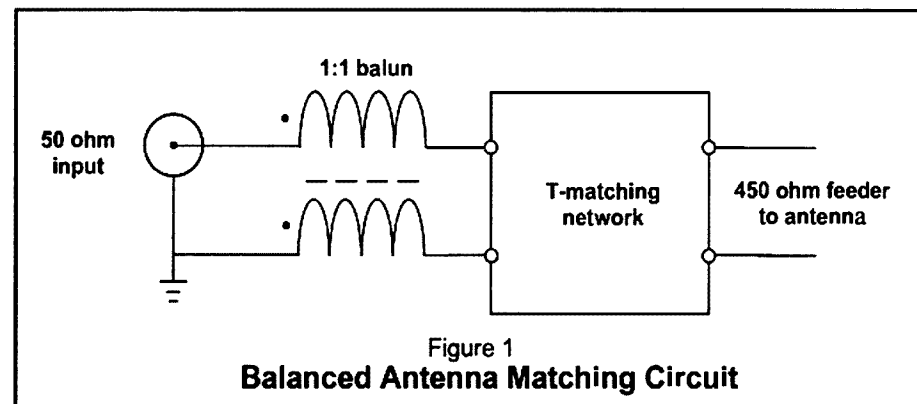 1:1 balun
50 ohm
input
T-matching
network
450 ohm feeder
to antenna
Figure 1
Balanced Antenna Matching Circuit